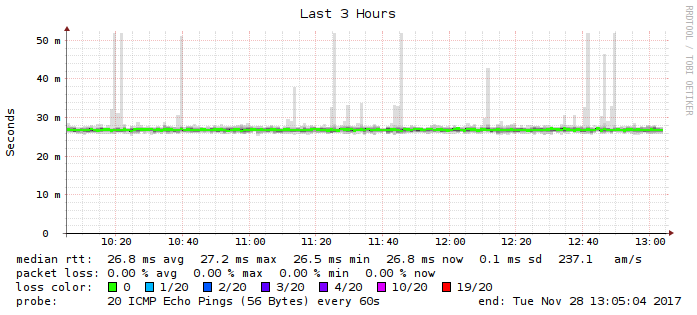 Last 3 Hours
RRDTOOL / TOBI OETIKER
Seconds
50 m
40 m
30 m
20 m
10 m
0
10:20 10:40 11:00 11:20 11:40 12:00 12:20 12:40 13:00
median rtt: 26.8 ms avg 27.2 ms max 26.5 ms min 26.8 ms now 0.1 ms sd 237.1 am/s
packet loss: 0.00 % avg 0.00 % max 0.00 % min 0.00 % now
loss color: 0 1/20 2/20 3/20 4/20 10/20 19/20
probe: 20 ICMP Echo Pings (56 Bytes) every 60s end: Tue Nov 28 13:05:04 2017